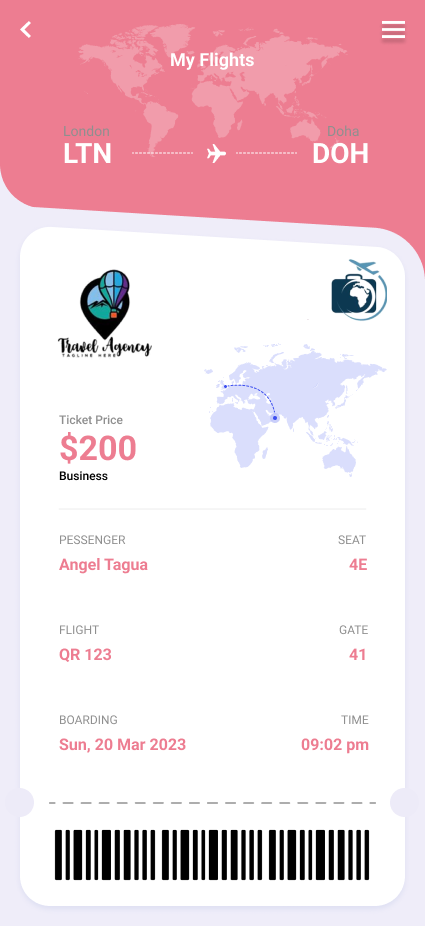 My Flights
London
Doha
LTN
DOH
Travel Agency
TAGLINE HERE
Ticket Price
$200
Business
PESSENGER
SEAT
Angel Tagua
4E
FLIGHT
GATE
QR 123
41
BOARDING
TIME
Sun, 20 Mar 2023
09:02 pm